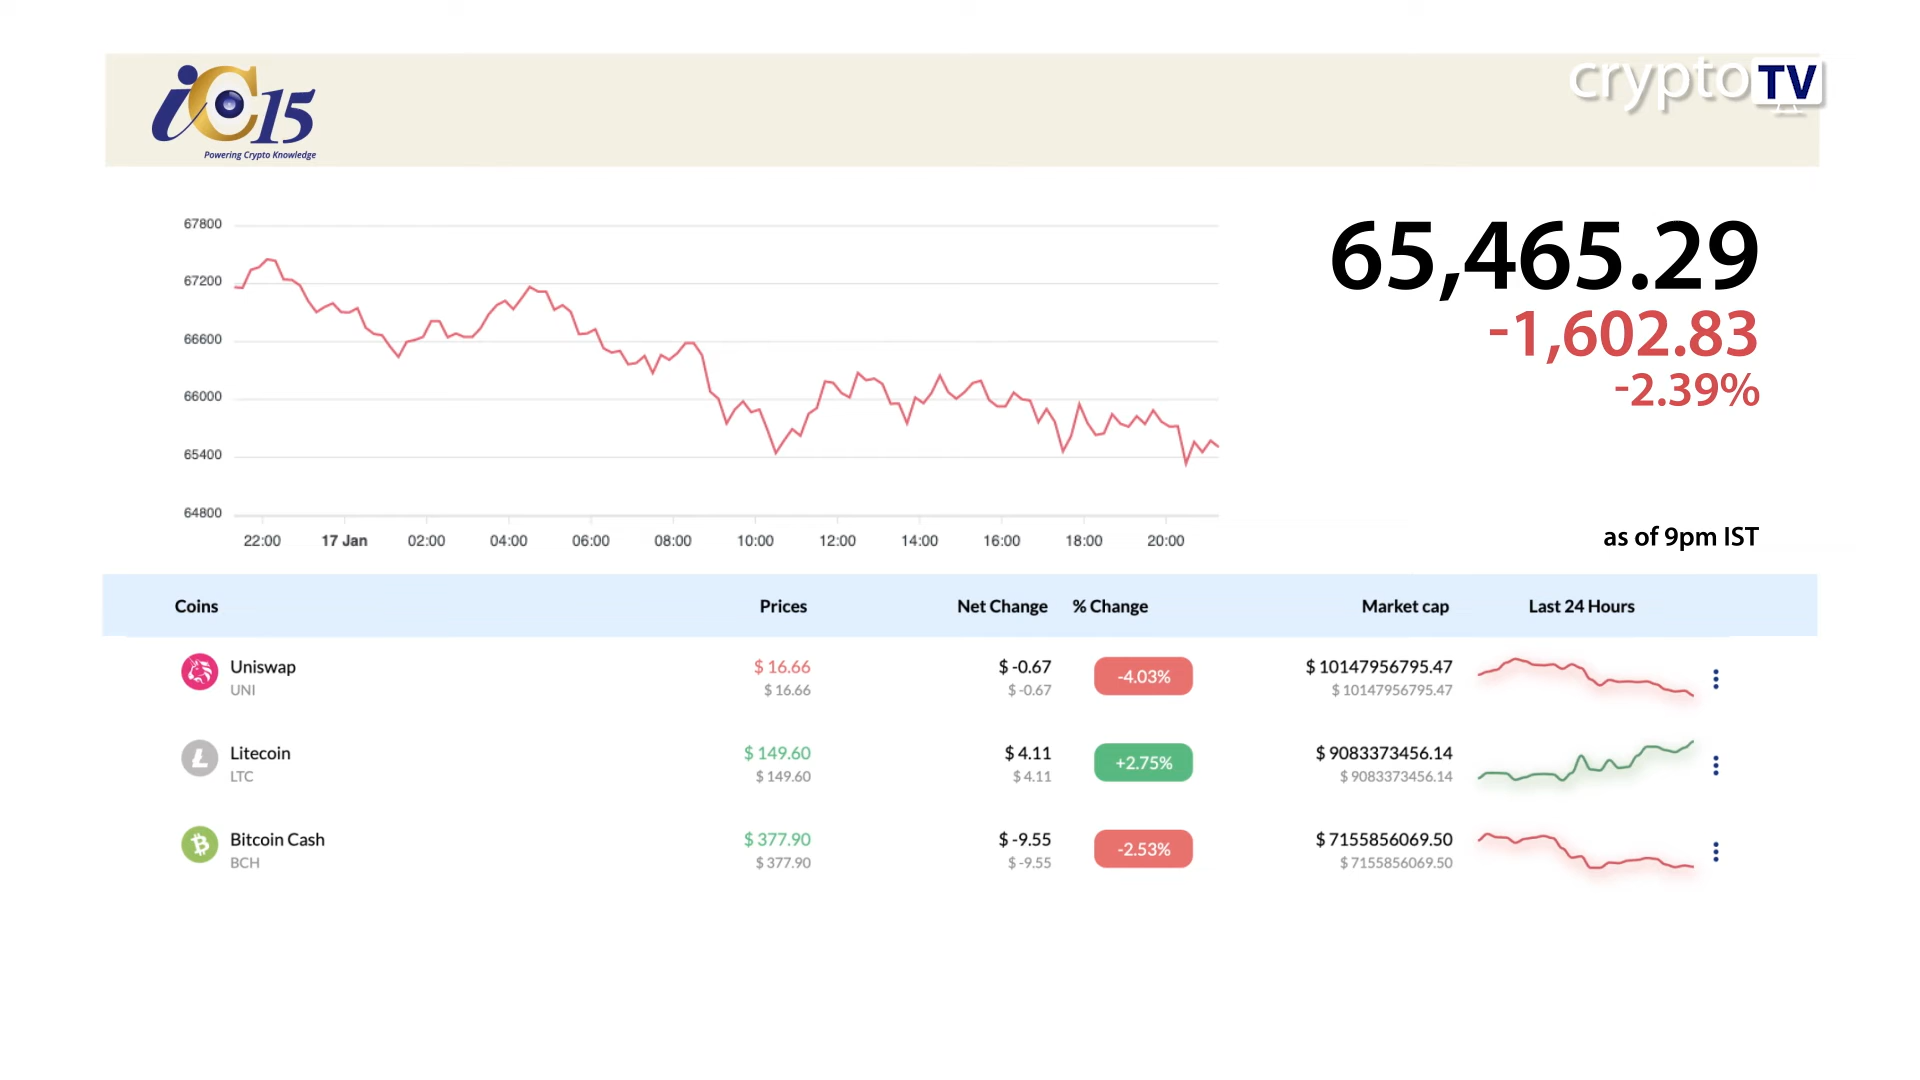 iC15
Powering Crypto Knowledge
cryptoTV
67800
67200
66600
66000
65400
64800
22:00 17 Jan 02:00 04:00 06:00 08:00 10:00 12:00 14:00 16:00 18:00 20:00
65,465.29
-1,602.83
-2.39%
as of 9pm IST
Coins Prices Net Change % Change Market cap Last 24 Hours
Uniswap $ 16.66 $ -0.67 -4.03% $ 10147956795.47
UNI $ 16.66 $ -0.67 $ 10147956795.47
Litecoin $ 149.60 $ 4.11 +2.75% $ 9083373456.14
LTC $ 149.60 $ 4.11 $ 9083373456.14
Bitcoin Cash $ 377.90 $ -9.55 -2.53% $ 7155856069.50
BCH $ 377.90 $ -9.55 $ 7155856069.50